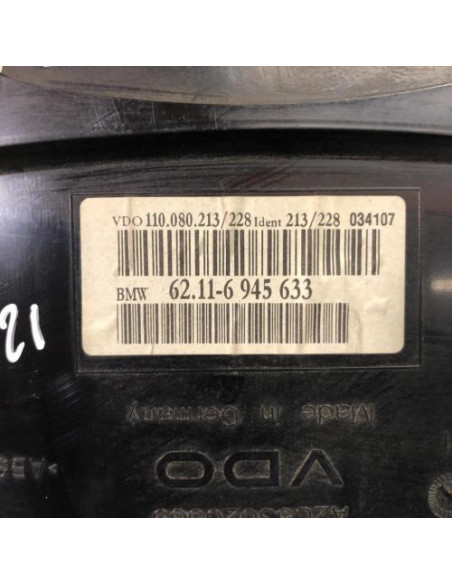 VDO 110.080.213/228 Ident 213/228 034107
BMW 62.11-6 945 633
21
Made in
Germany
VDO